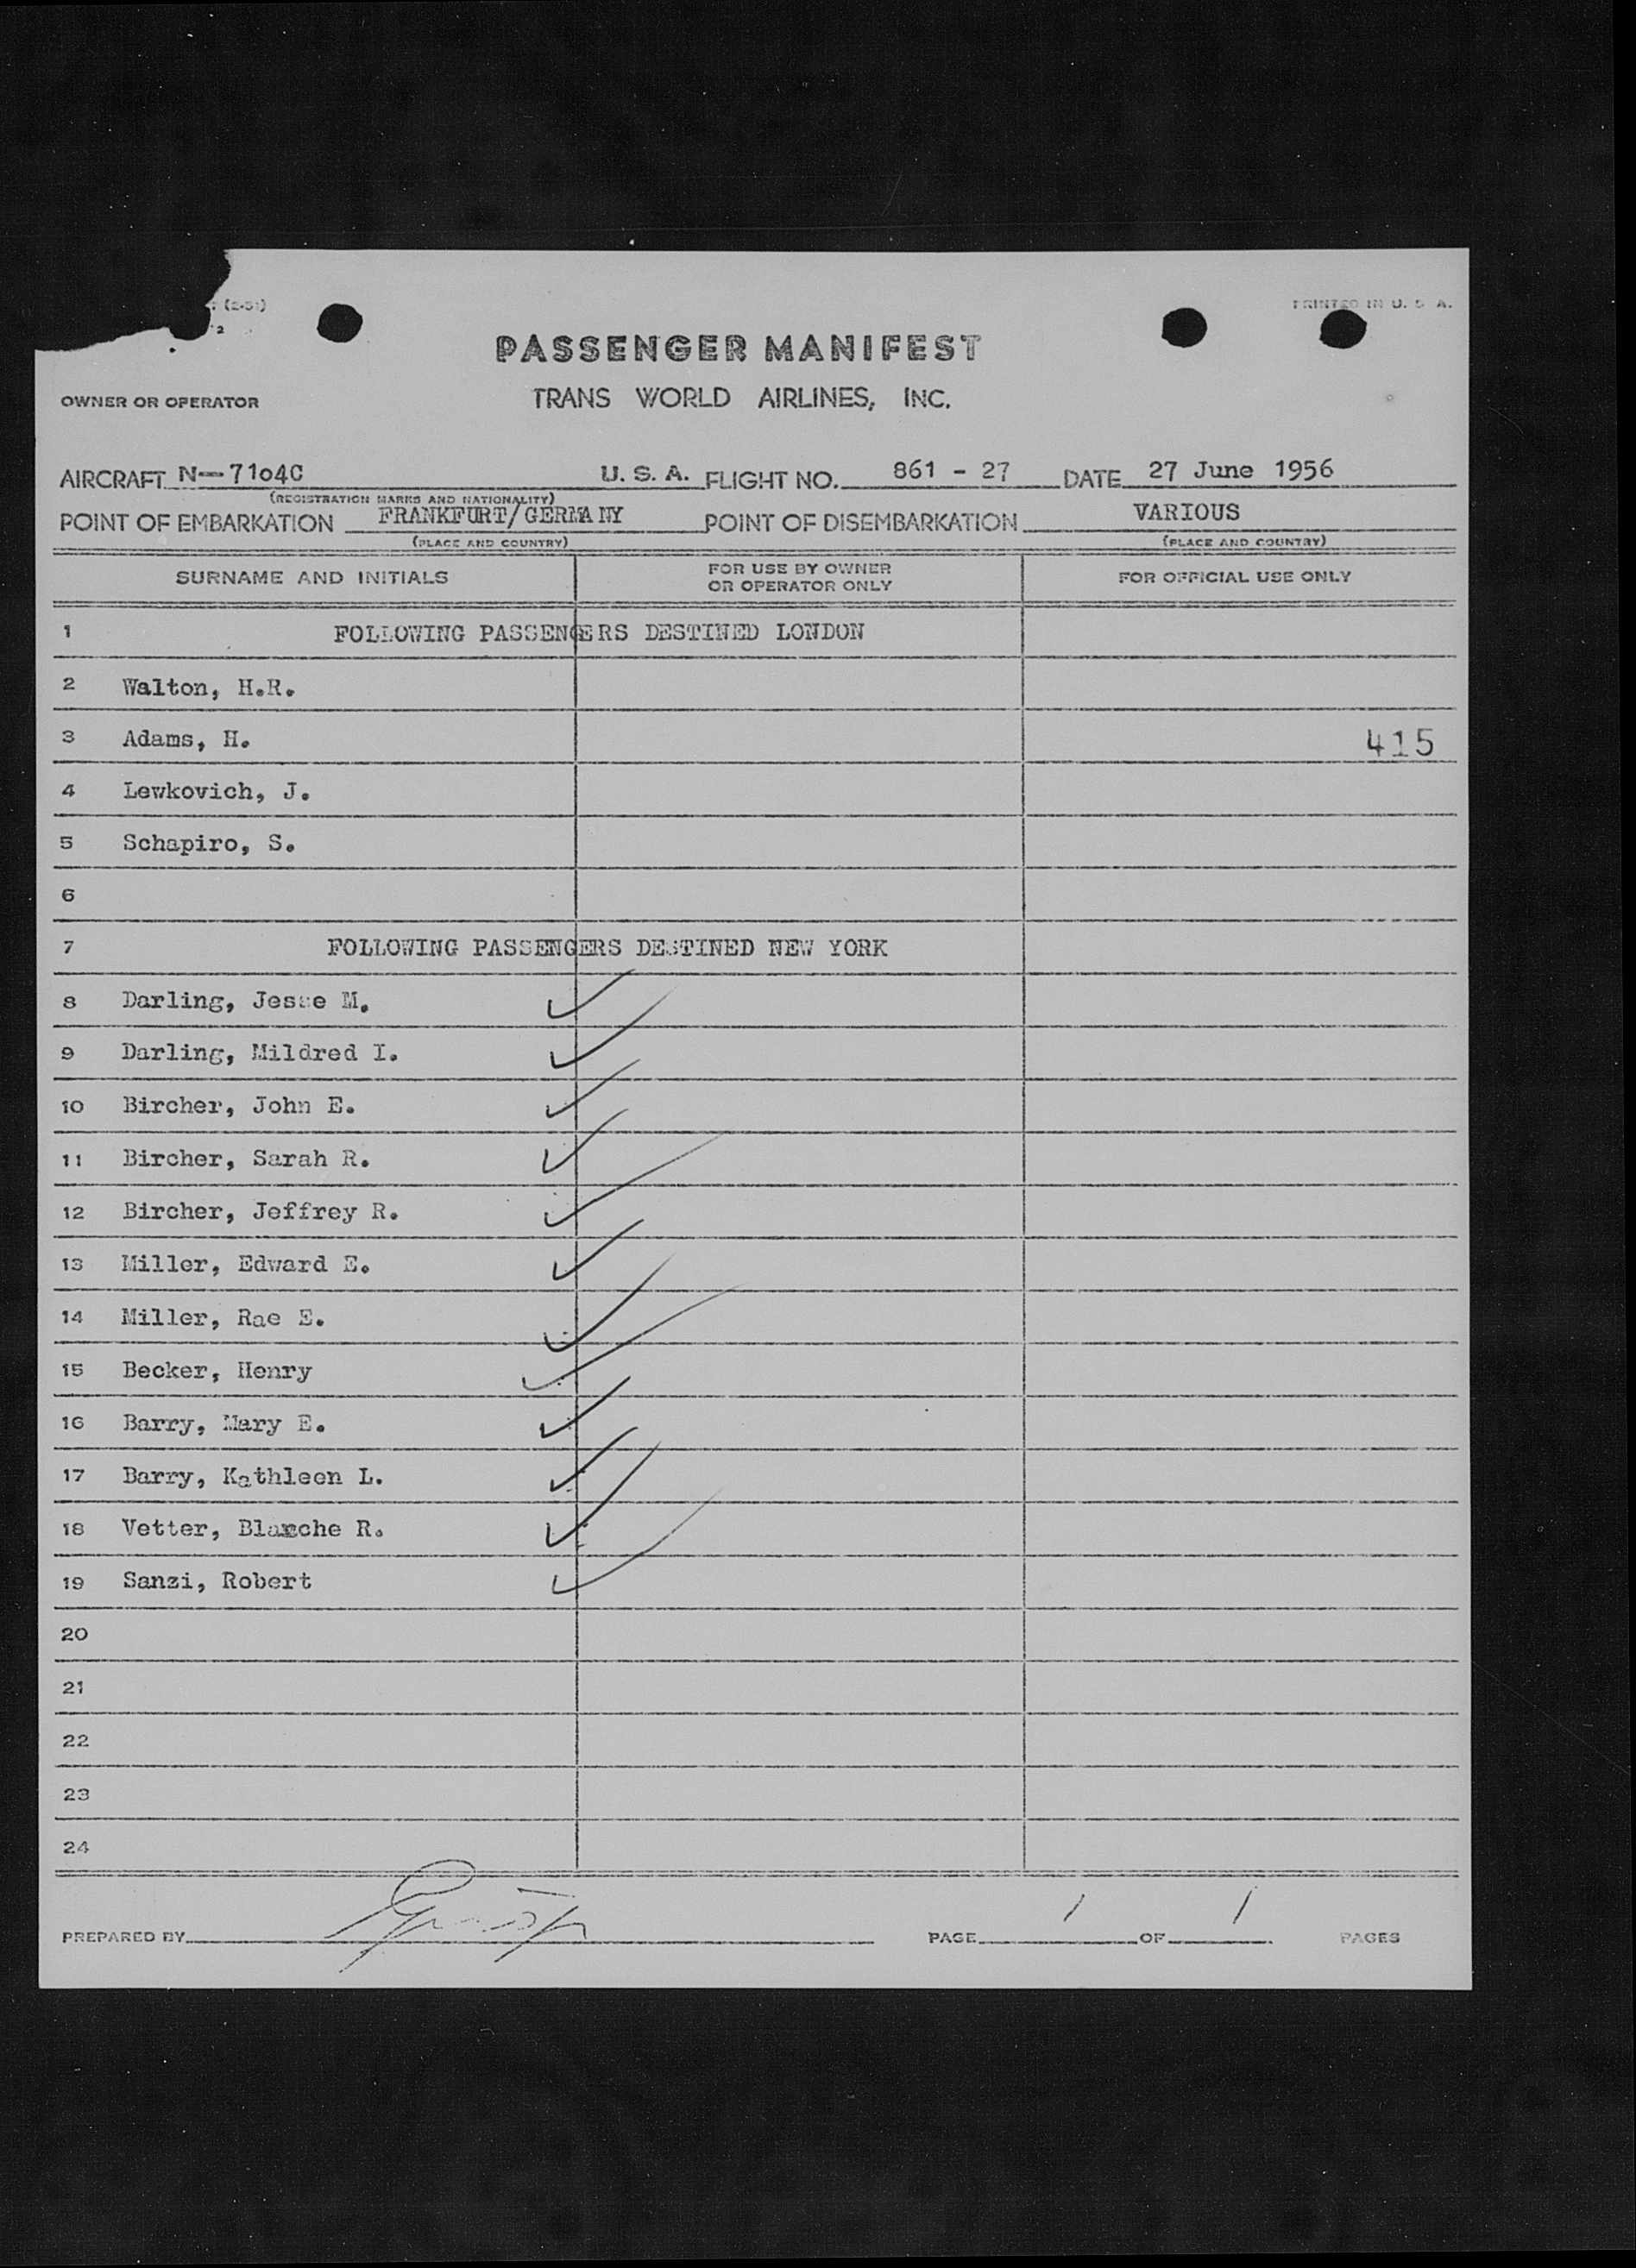 (2-51)
2
PRINTED IN U. S. A.
PASSENGER MANIFEST
OWNER OR OPERATOR TRANS WORLD AIRLINES, INC.
AIRCRAFT N-7104C U. S. A. FLIGHT NO. 861 - 27 DATE 27 June 1956
(REGISTRATION MARKS AND NATIONALITY)
POINT OF EMBARKATION FRANKFURT/GERMANY POINT OF DISEMBARKATION VARIOUS
(PLACE AND COUNTRY) (PLACE AND COUNTRY)
SURNAME AND INITIALS FOR USE BY OWNER OR OPERATOR ONLY FOR OFFICIAL USE ONLY
1 FOLLOWING PASSENGERS DESTINED LONDON
2 Walton, H.R.
3 Adams, H. 415
4 Lewkovich, J.
5 Schapiro, S.
6
7 FOLLOWING PASSENGERS DESTINED NEW YORK
8 Darling, Jesse M.
9 Darling, Mildred I.
10 Bircher, John E.
11 Bircher, Sarah R.
12 Bircher, Jeffrey R.
13 Miller, Edward E.
14 Miller, Rae E.
15 Becker, Henry
16 Barry, Mary E.
17 Barry, Kathleen L.
18 Vetter, Blanche R.
19 Sanzi, Robert
20
21
22
23
24
PREPARED BY PAGE 1 OF 1 PAGES